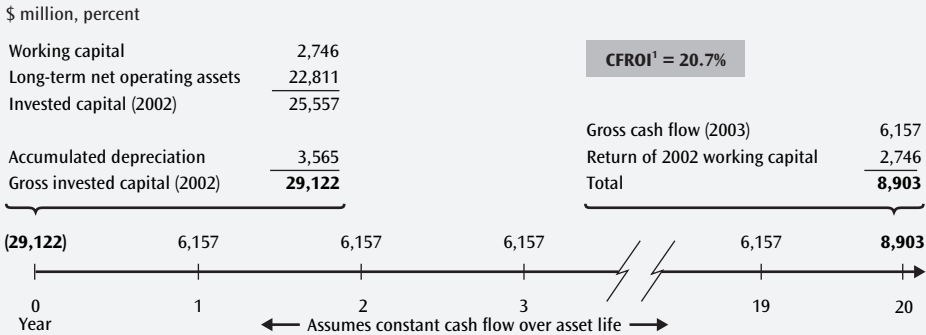 $ million, percent
Working capital 2,746
Long-term net operating assets 22,811
Invested capital (2002) 25,557
Accumulated depreciation 3,565
Gross invested capital (2002) 29,122
CFROI¹ = 20.7%
Gross cash flow (2003) 6,157
Return of 2002 working capital 2,746
Total 8,903
(29,122) 6,157 6,157 6,157 6,157 8,903
0 1 2 3 19 20
Year Assumes constant cash flow over asset life